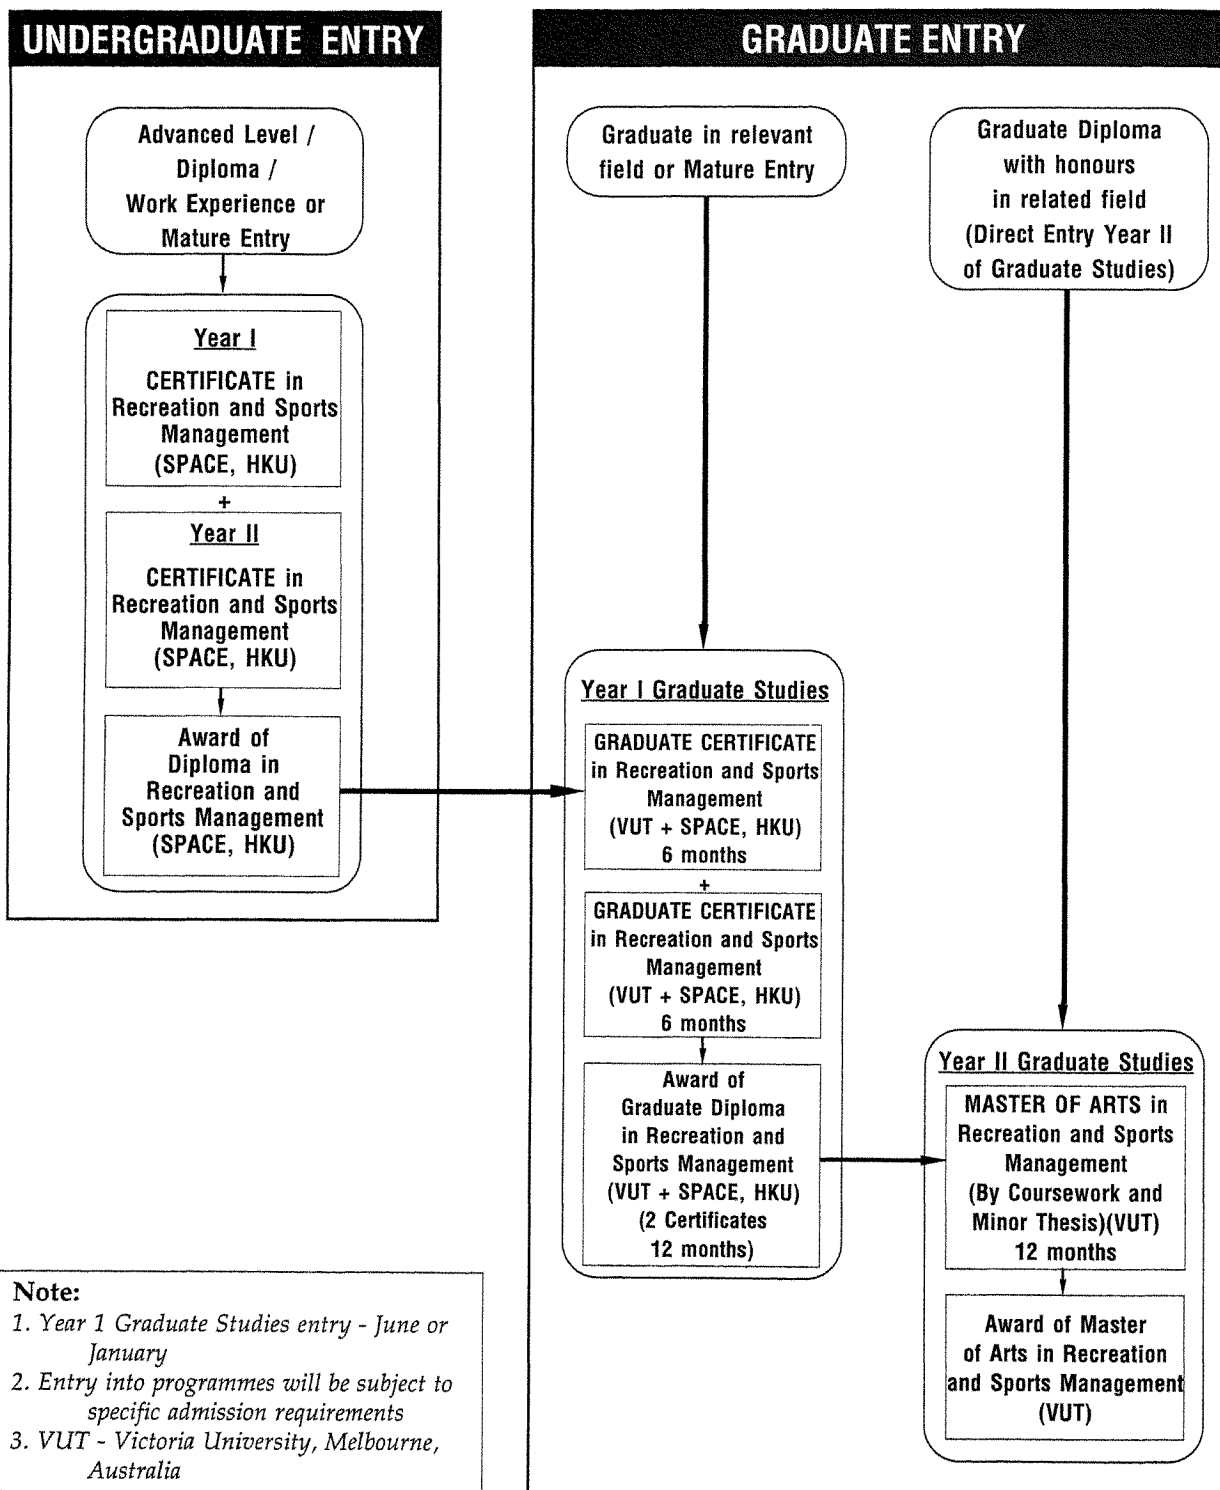 UNDERGRADUATE ENTRY
Advanced Level /
Diploma /
Work Experience or
Mature Entry
Year I
CERTIFICATE in
Recreation and Sports
Management
(SPACE, HKU)
+
Year II
CERTIFICATE in
Recreation and Sports
Management
(SPACE, HKU)
Award of
Diploma in
Recreation and
Sports Management
(SPACE, HKU)
GRADUATE ENTRY
Graduate in relevant
field or Mature Entry
Graduate Diploma
with honours
in related field
(Direct Entry Year II
of Graduate Studies)
Year I Graduate Studies
GRADUATE CERTIFICATE
in Recreation and Sports
Management
(VUT + SPACE, HKU)
6 months
+
GRADUATE CERTIFICATE
in Recreation and Sports
Management
(VUT + SPACE, HKU)
6 months
Award of
Graduate Diploma
in Recreation and
Sports Management
(VUT + SPACE, HKU)
(2 Certificates
12 months)
Year II Graduate Studies
MASTER OF ARTS in
Recreation and Sports
Management
(By Coursework and
Minor Thesis)(VUT)
12 months
Award of Master
of Arts in Recreation
and Sports Management
(VUT)
Note:
1. Year 1 Graduate Studies entry - June or
January
2. Entry into programmes will be subject to
specific admission requirements
3. VUT - Victoria University, Melbourne,
Australia